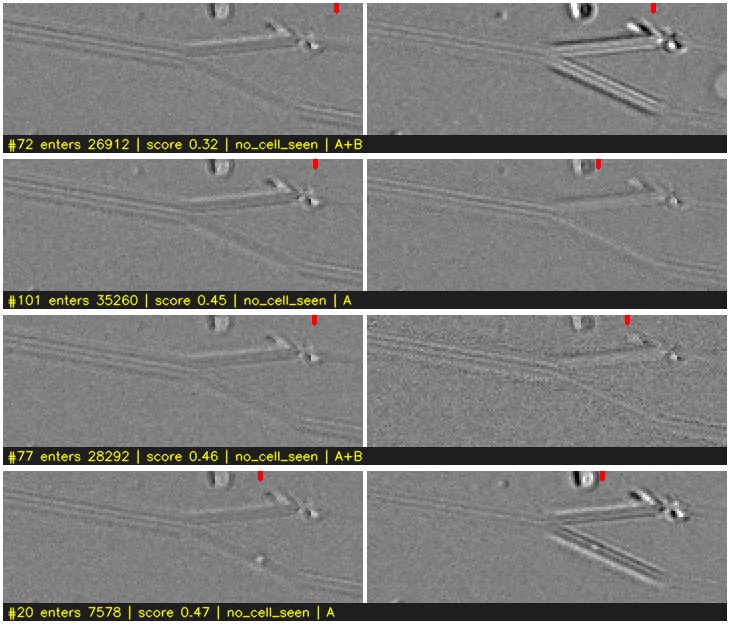 #72 enters 26912 | score 0.32 | no_cell_seen | A+B
#101 enters 35260 | score 0.45 | no_cell_seen | A
#77 enters 28292 | score 0.46 | no_cell_seen | A+B
#20 enters 7578 | score 0.47 | no_cell_seen | A